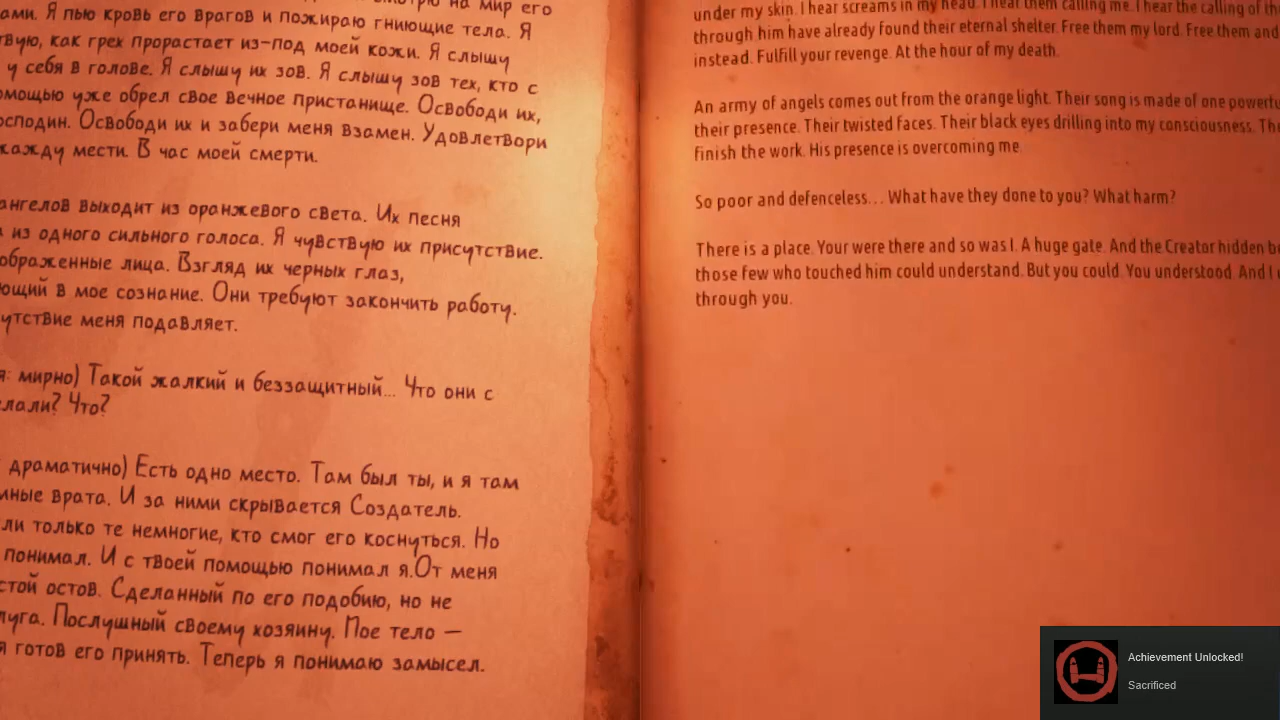 на мир его
ами. Я пью кровь его врагов и пожираю гниющие тела. Я
твую, как грех прорастает из-под моей кожи. Я слышу
у себя в голове. Я слышу их зов. Я слышу зов тех, кто с
омощью уже обрел свое вечное пристанище. Освободи их,
осподин. Освободи их и забери меня взамен. Удовлетвори
жажду мести. В час моей смерти.
ангелов выходит из оранжевого света. Их песня
а из одного сильного голоса. Я чувствую их присутствие.
ображенные лица. Взгляд их черных глаз,
ющий в мое сознание. Они требуют закончить работу.
утствие меня подавляет.
я: мирно) Такой жалкий и беззащитный... Что они с
елали? Что?
драматично) Есть одно место. Там был ты, и я там
мные врата. И за ними скрывается Создатель.
ли только те немногие, кто смог его коснуться. Но
понимал. И с твоей помощью понимал я.От меня
стой остов. Сделанный по его подобию, но не
луга. Послушный своему хозяину. Пое тело —
я готов его принять. Теперь я понимаю замысел.
under my skin. I hear screams in my head. I hear them calling me. I hear the calling of th
through him have already found their eternal shelter. Free them my lord. Free them and
instead. Fulfill your revenge. At the hour of my death.
An army of angels comes out from the orange light. Their song is made of one powerfu
their presence. Their twisted faces. Their black eyes drilling into my consciousness. The
finish the work. His presence is overcoming me
So poor and defenceless... What have they done to you? What harm?
There is a place. Your were there and so was I. A huge gate. And the Creator hidden be
those few who touched him could understand. But you could. You understood. And I
through you.
Achievement Unlocked!
Sacrificed